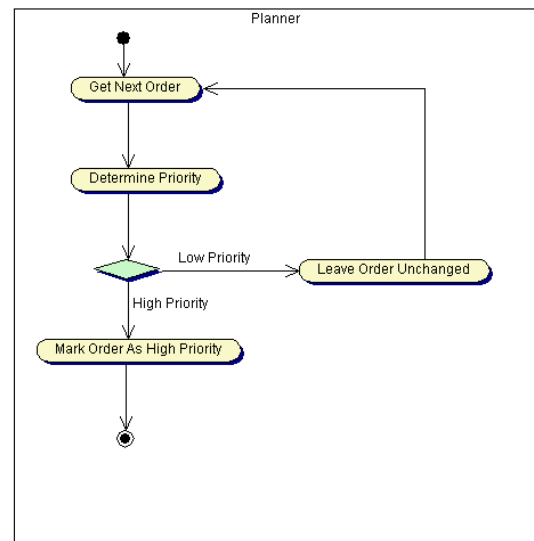 Planner
Get Next Order
Determine Priority
Low Priority
Leave Order Unchanged
High Priority
Mark Order As High Priority